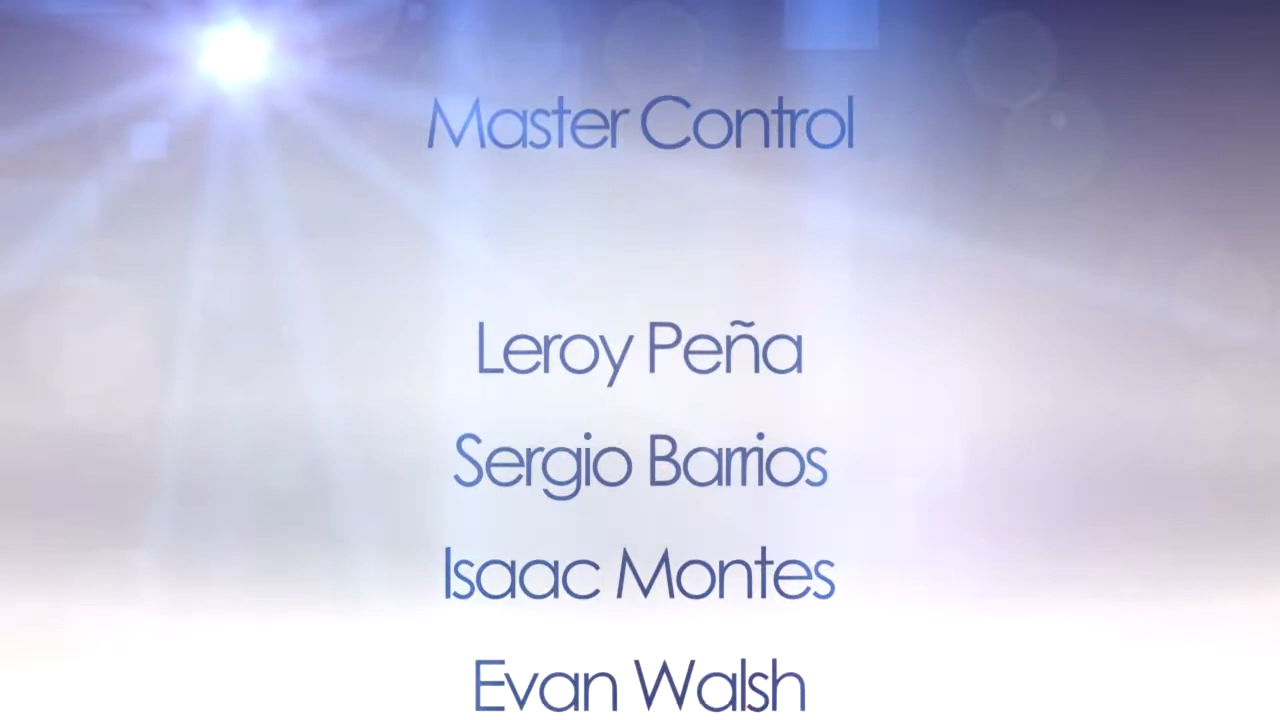 Master Control
Leroy Peña
Sergio Barrios
Isaac Montes
Evan Walsh